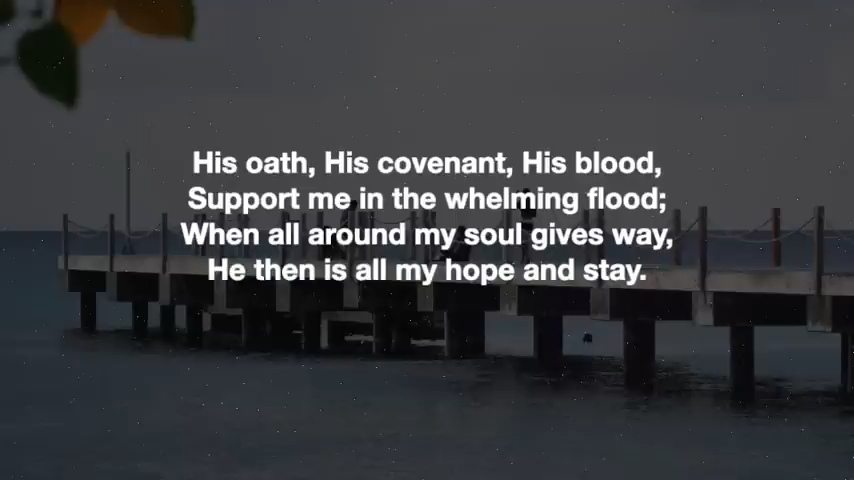 His oath, His covenant, His blood,
Support me in the whelming flood;
When all around my soul gives way,
He then is all my hope and stay.